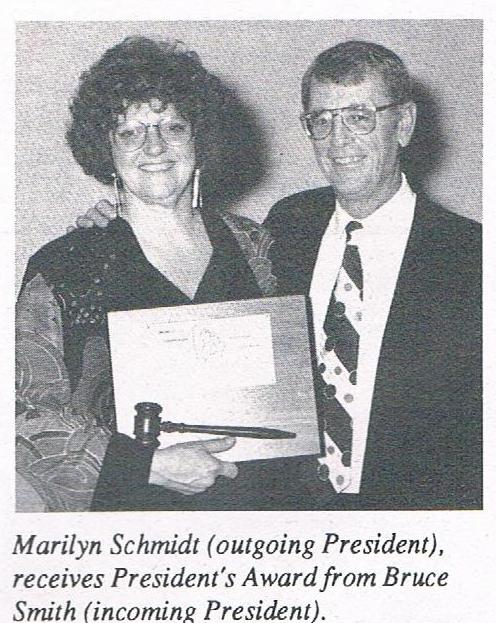 Marilyn Schmidt (outgoing President),
receives President's Award from Bruce
Smith (incoming President).